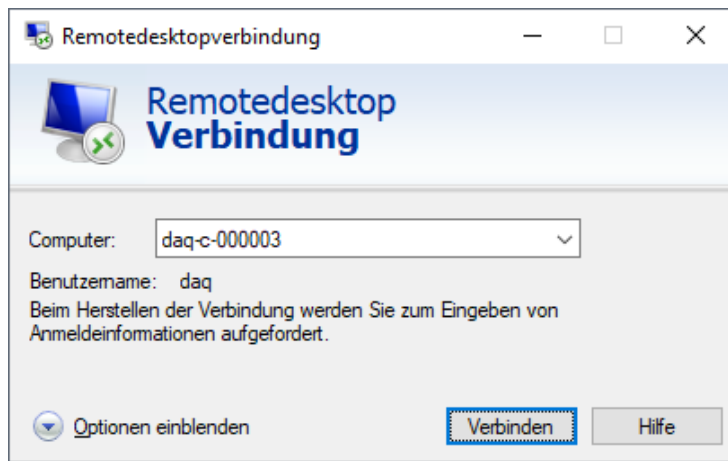 Remotedesktopverbindung
Remotedesktop
Verbindung
Computer: daq-c-000003
Benutzername: daq
Beim Herstellen der Verbindung werden Sie zum Eingeben von
Anmeldeinformationen aufgefordert.
Optionen einblenden Verbinden Hilfe